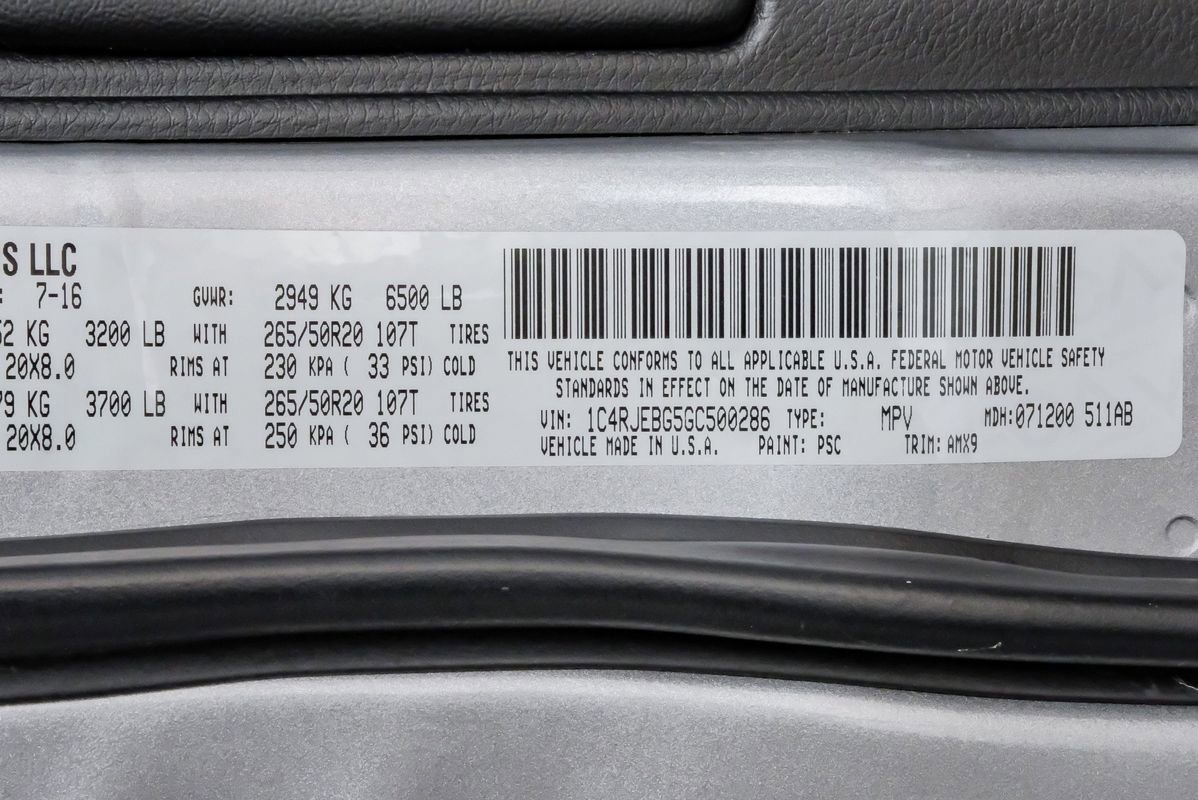 S LLC
: 7-16 GVWR: 2949 KG 6500 LB
52 KG 3200 LB WITH 265/50R20 107T TIRES
20X8.0 RIMS AT 230 KPA ( 33 PSI) COLD
79 KG 3700 LB WITH 265/50R20 107T TIRES
20X8.0 RIMS AT 250 KPA ( 36 PSI) COLD
THIS VEHICLE CONFORMS TO ALL APPLICABLE U.S.A. FEDERAL MOTOR VEHICLE SAFETY
STANDARDS IN EFFECT ON THE DATE OF MANUFACTURE SHOWN ABOVE.
VIN: 1C4RJEBG5GC500286 TYPE: MPV MDH:071200 511AB
VEHICLE MADE IN U.S.A. PAINT: PSC TRIM: AMX9